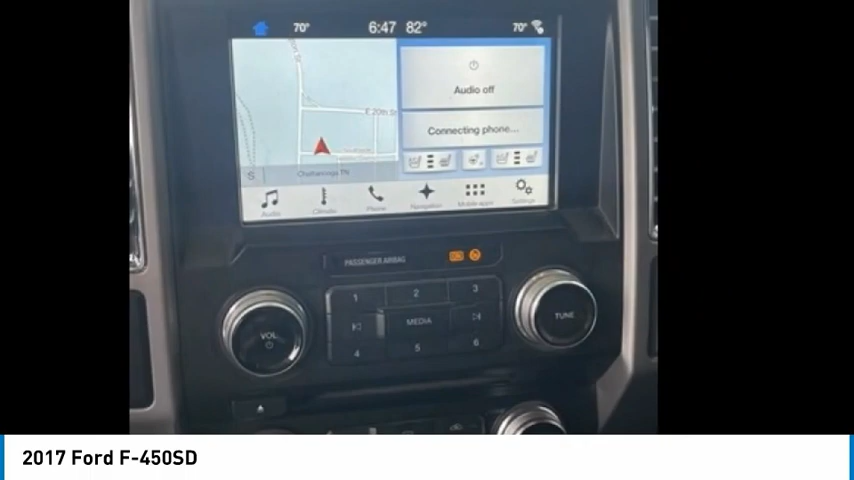 70° 6:47 82° 70°
Audio off
E 20th St
Connecting phone...
S
Chattanooga TN
Audio Climate Phone Navigation Mobile apps Settings
PASSENGER AIRBAG
1 2 3
VOL MEDIA TUNE
4 5 6
2017 Ford F-450SD